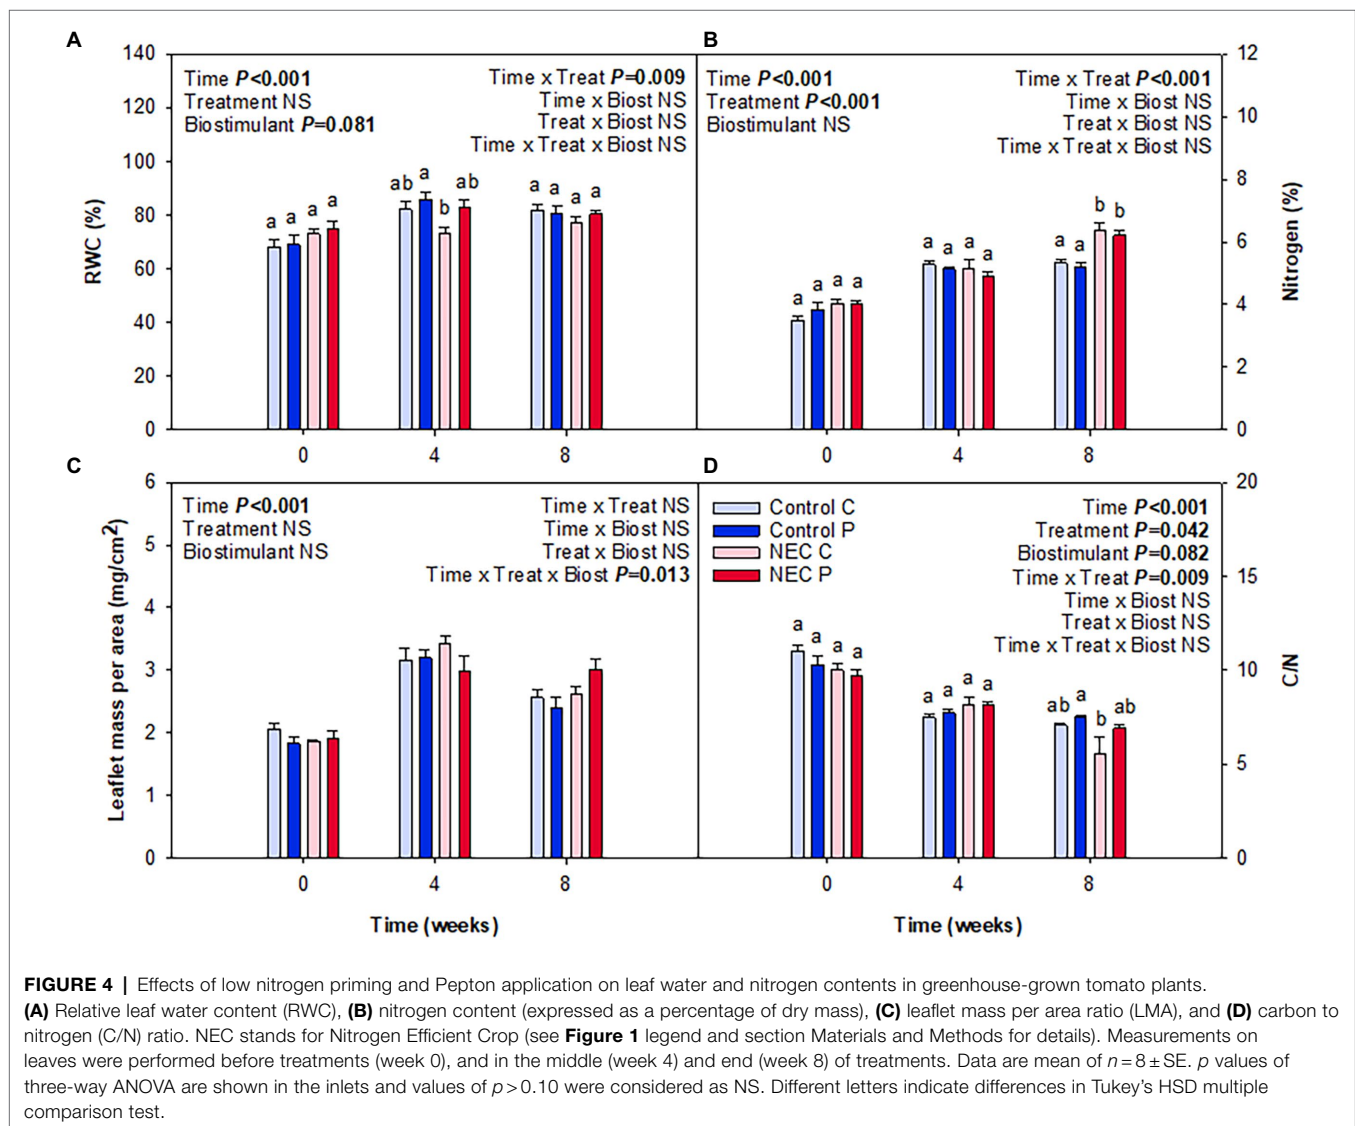 A
140
120
100
80
60
40
20
0
RWC (%)
Time P<0.001
Treatment NS
Biostimulant P=0.081
Time x Treat P=0.009
Time x Biost NS
Treat x Biost NS
Time x Treat x Biost NS
a a a a
ab a b ab
a a a a
0 4 8
B
12
10
8
6
4
2
0
Nitrogen (%)
Time P<0.001
Treatment P<0.001
Biostimulant NS
Time x Treat P<0.001
Time x Biost NS
Treat x Biost NS
Time x Treat x Biost NS
a a a a
a a a a
a a b b
0 4 8
C
6
5
4
3
2
1
0
Leaflet mass per area (mg/cm2)
Time P<0.001
Treatment NS
Biostimulant NS
Time x Treat NS
Time x Biost NS
Treat x Biost NS
Time x Treat x Biost P=0.013
0 4 8
Time (weeks)
D
20
15
10
5
0
C/N
Control C
Control P
NEC C
NEC P
Time P<0.001
Treatment P=0.042
Biostimulant P=0.082
Time x Treat P=0.009
Time x Biost NS
Treat x Biost NS
Time x Treat x Biost NS
a a a a
a a a a
ab a b ab
0 4 8
Time (weeks)
FIGURE 4 | Effects of low nitrogen priming and Pepton application on leaf water and nitrogen contents in greenhouse-grown tomato plants.
(A) Relative leaf water content (RWC), (B) nitrogen content (expressed as a percentage of dry mass), (C) leaflet mass per area ratio (LMA), and (D) carbon to
nitrogen (C/N) ratio. NEC stands for Nitrogen Efficient Crop (see Figure 1 legend and section Materials and Methods for details). Measurements on
leaves were performed before treatments (week 0), and in the middle (week 4) and end (week 8) of treatments. Data are mean of n = 8 ± SE. p values of
three-way ANOVA are shown in the inlets and values of p > 0.10 were considered as NS. Different letters indicate differences in Tukey's HSD multiple
comparison test.